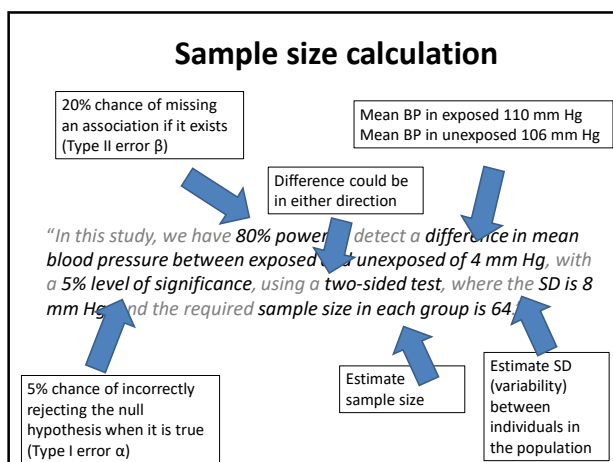 Sample size calculation
20% chance of missing
an association if it exists
(Type II error β)
Mean BP in exposed 110 mm Hg
Mean BP in unexposed 106 mm Hg
Difference could be
in either direction
“In this study, we have 80% power detect a difference in mean
blood pressure between exposed and unexposed of 4 mm Hg, with
a 5% level of significance, using a two-sided test, where the SD is 8
mm Hg and the required sample size in each group is 64.
5% chance of incorrectly
rejecting the null
hypothesis when it is true
(Type I error α)
Estimate
sample size
Estimate SD
(variability)
between
individuals in
the population